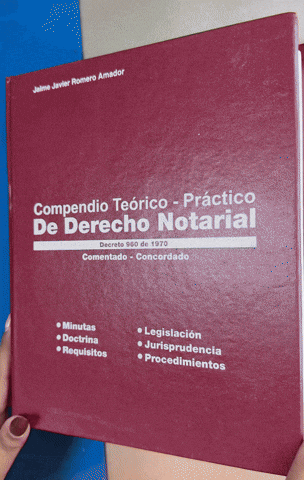 Jaime Javier Romero Amador
Compendio Teórico - Práctico
De Derecho Notarial
Decreto 960 de 1970
Comentado - Concordado
• Minutas
• Doctrina
• Requisitos
• Legislación
• Jurisprudencia
• Procedimientos